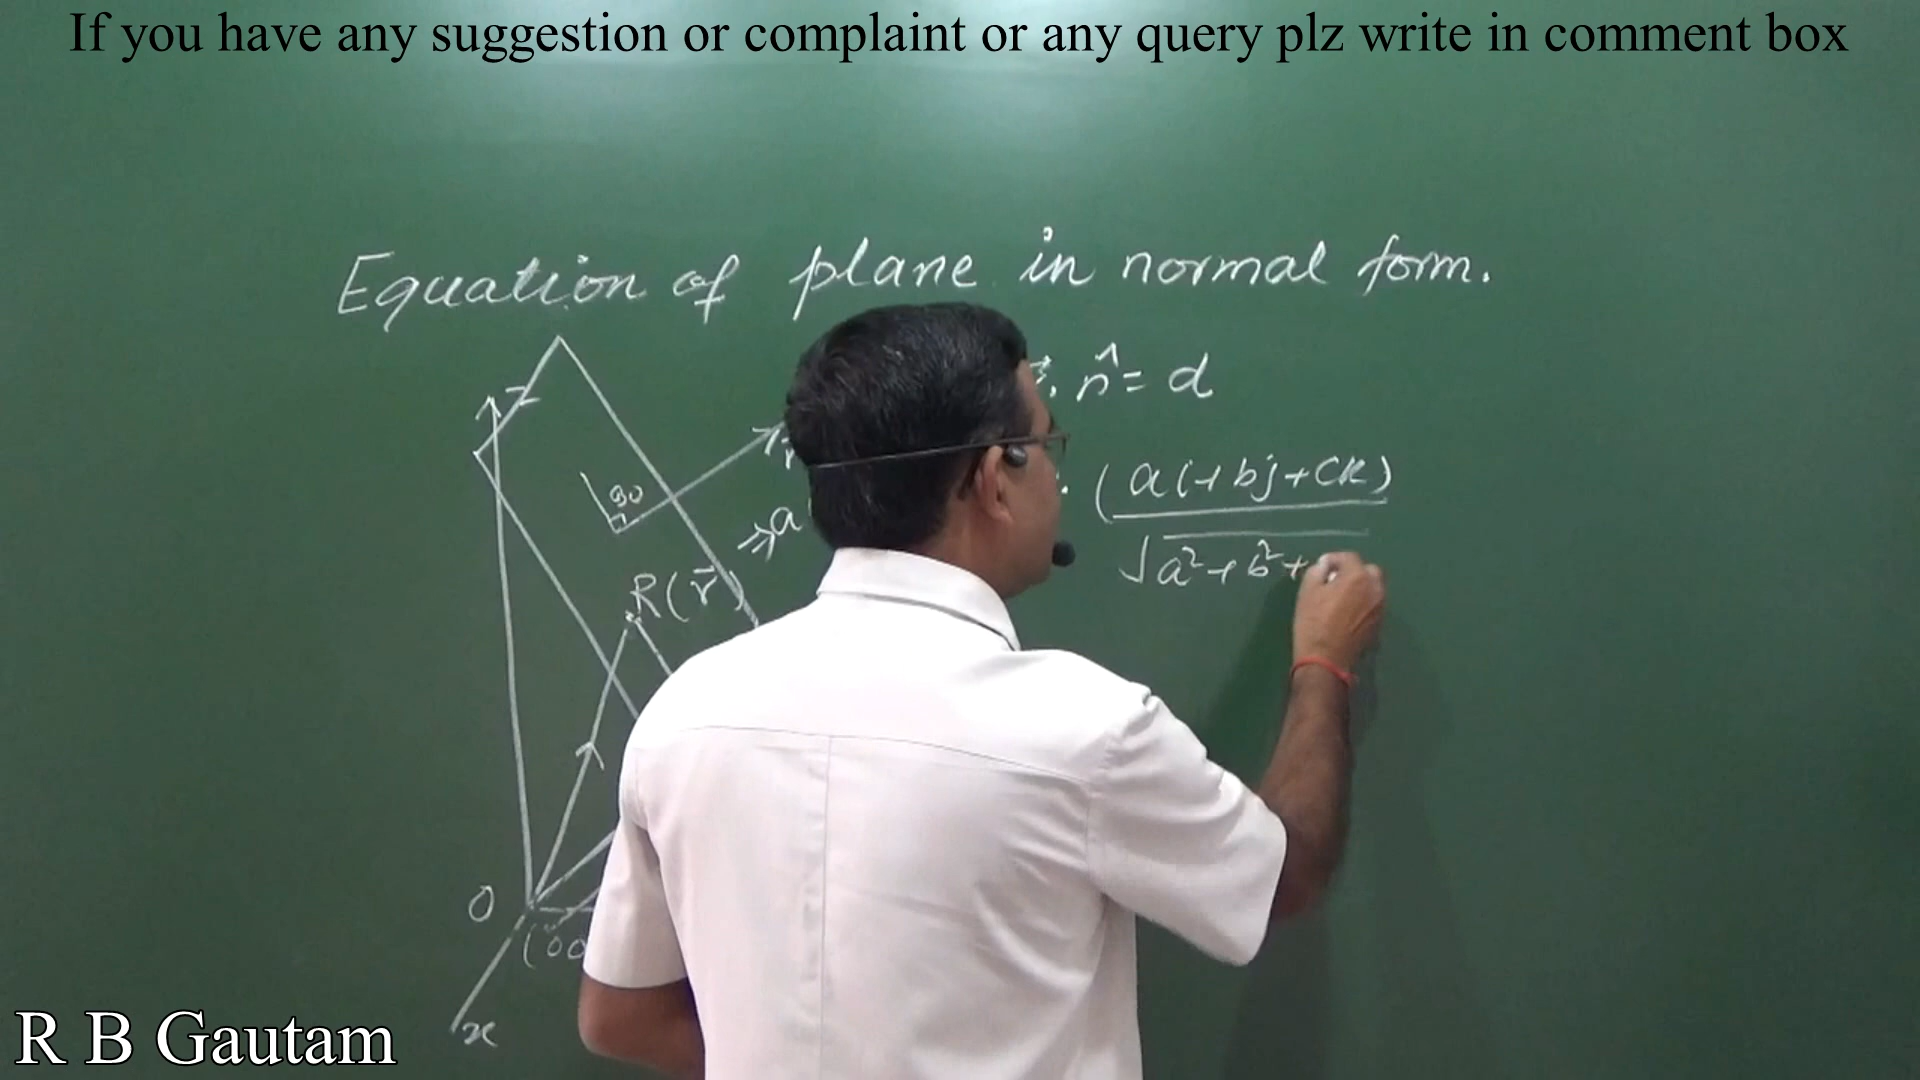 If you have any suggestion or complaint or any query plz write in comment box
Equation of plane in normal form.
. n̂ = d
z
90
. (ai+bj+ck)
⇒a
√a²+b²+
R(r⃗)
O
(00
x
R B Gautam